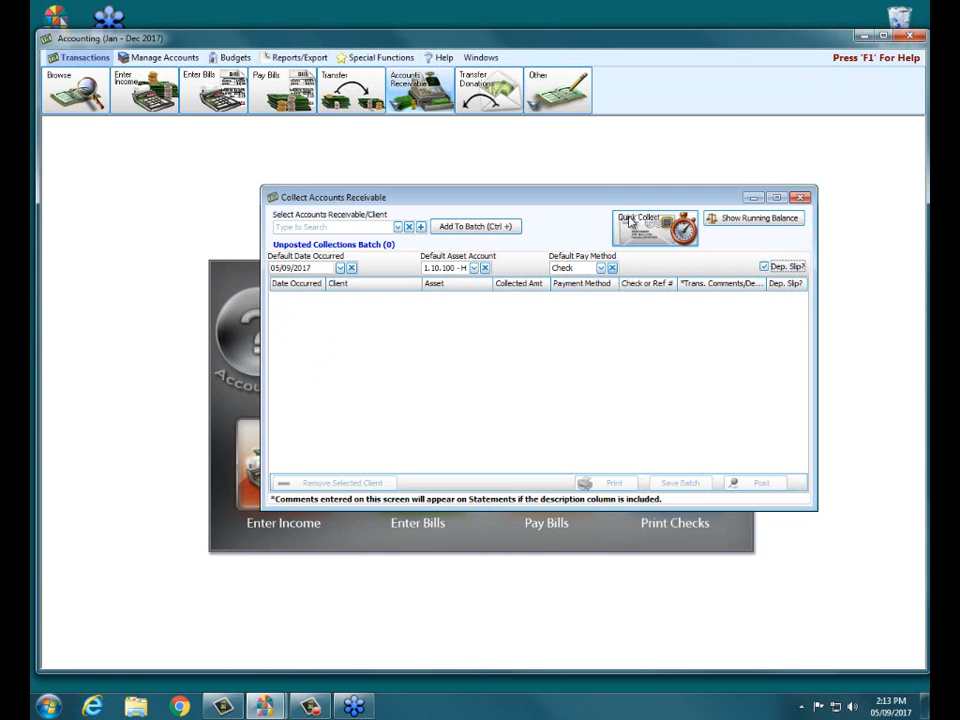 Accounting (Jan - Dec 2017)
Transactions Manage Accounts Budgets Reports/Export Special Functions Help Windows Press 'F1' For Help
Browse Enter Income Enter Bills Pay Bills Transfer Accounts Receivable Transfer Donations Other
Collect Accounts Receivable
Select Accounts Receivable/Client
Type to Search Add To Batch (Ctrl +) Quick Collect Show Running Balance
Unposted Collections Batch (0)
Default Date Occurred Default Asset Account Default Pay Method
05/09/2017 1.10.100 - H Check Dep. Slip?
Date Occurred Client Asset Collected Amt Payment Method Check or Ref # *Trans. Comments/De... Dep. Slip?
Remove Selected Client Print Save Batch Post
*Comments entered on this screen will appear on Statements if the description column is included.
Enter Income Enter Bills Pay Bills Print Checks
2:13 PM
05/09/2017